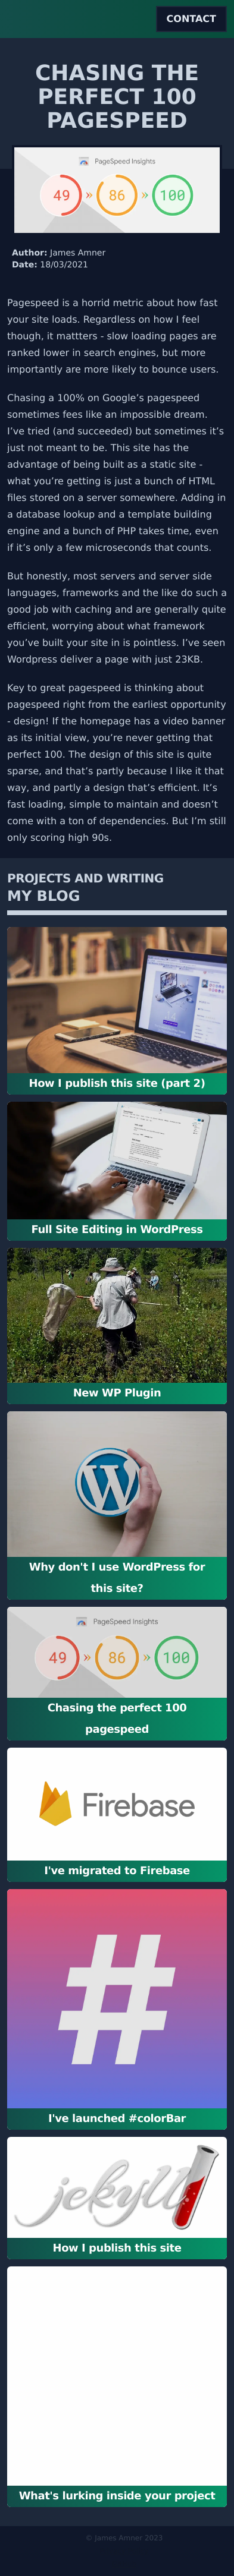 CONTACT
CHASING THE
PERFECT 100
PAGESPEED
PageSpeed Insights
49 » 86 » 100
Author: James Amner
Date: 18/03/2021
Pagespeed is a horrid metric about how fast
your site loads. Regardless on how I feel
though, it mattters - slow loading pages are
ranked lower in search engines, but more
importantly are more likely to bounce users.
Chasing a 100% on Google's pagespeed
sometimes fees like an impossible dream.
I've tried (and succeeded) but sometimes it's
just not meant to be. This site has the
advantage of being built as a static site -
what you're getting is just a bunch of HTML
files stored on a server somewhere. Adding in
a database lookup and a template building
engine and a bunch of PHP takes time, even
if it's only a few microseconds that counts.
But honestly, most servers and server side
languages, frameworks and the like do such a
good job with caching and are generally quite
efficient, worrying about what framework
you've built your site in is pointless. I've seen
Wordpress deliver a page with just 23KB.
Key to great pagespeed is thinking about
pagespeed right from the earliest opportunity
- design! If the homepage has a video banner
as its initial view, you're never getting that
perfect 100. The design of this site is quite
sparse, and that's partly because I like it that
way, and partly a design that's efficient. It's
fast loading, simple to maintain and doesn't
come with a ton of dependencies. But I'm still
only scoring high 90s.
PROJECTS AND WRITING
MY BLOG
How I publish this site (part 2)
Full Site Editing in WordPress
New WP Plugin
W
Why don't I use WordPress for
this site?
PageSpeed Insights
49 » 86 » 100
Chasing the perfect 100
pagespeed
Firebase
I've migrated to Firebase
#
I've launched #colorBar
jekyll
How I publish this site
What's lurking inside your project
© James Amner 2023